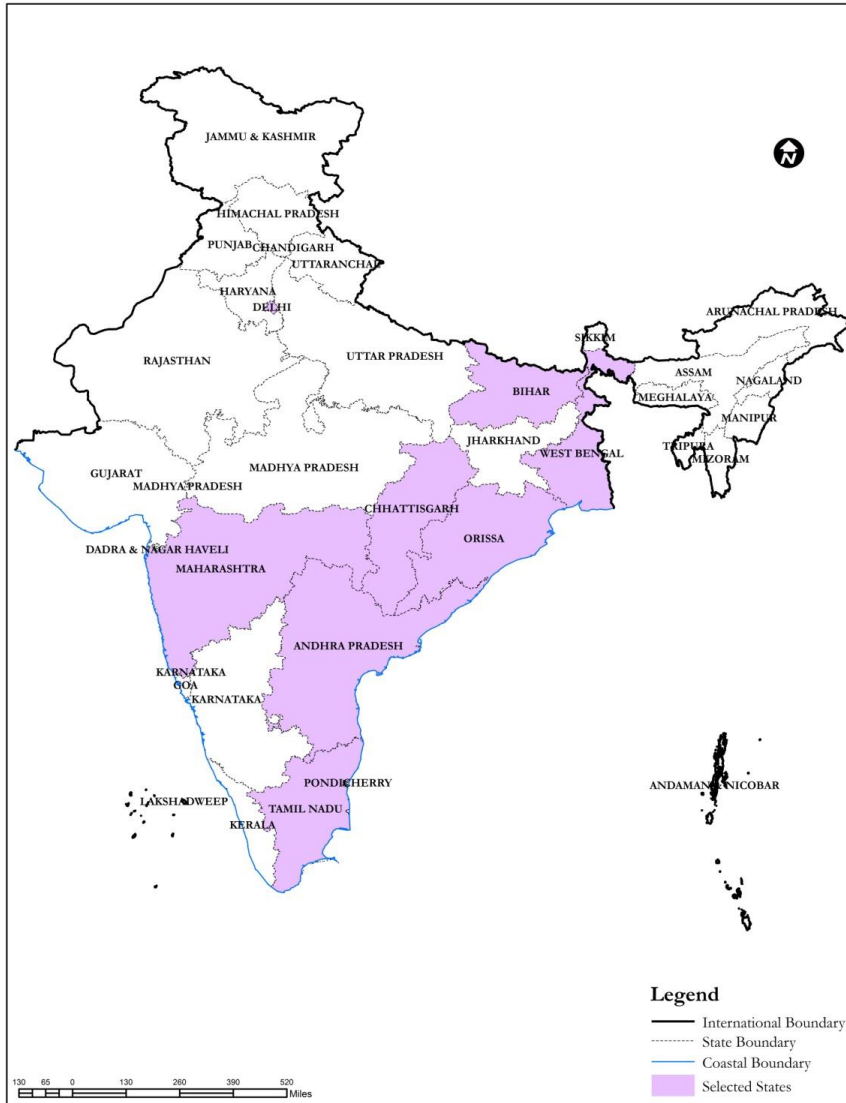 JAMMU & KASHMIR
N
HIMACHAL PRADESH
PUNJAB
CHANDIGARH
UTTARANCHAL
HARYANA
DELHI
ARUNACHAL PRADESH
SIKKIM
RAJASTHAN
UTTAR PRADESH
ASSAM
NAGALAND
BIHAR
MEGHALAYA
MANIPUR
JHARKHAND
TRIPURA
WEST BENGAL
MIZORAM
GUJARAT
MADHYA PRADESH
MADHYA PRADESH
CHHATTISGARH
ORISSA
DADRA & NAGAR HAVELI
MAHARASHTRA
ANDHRA PRADESH
KARNATAKA
GOA
KARNATAKA
PONDICHERRY
ANDAMAN & NICOBAR
LAKSHADWEEP
TAMIL NADU
KERALA
Legend
International Boundary
State Boundary
Coastal Boundary
Selected States
130 65 0 130 260 390 520
Miles